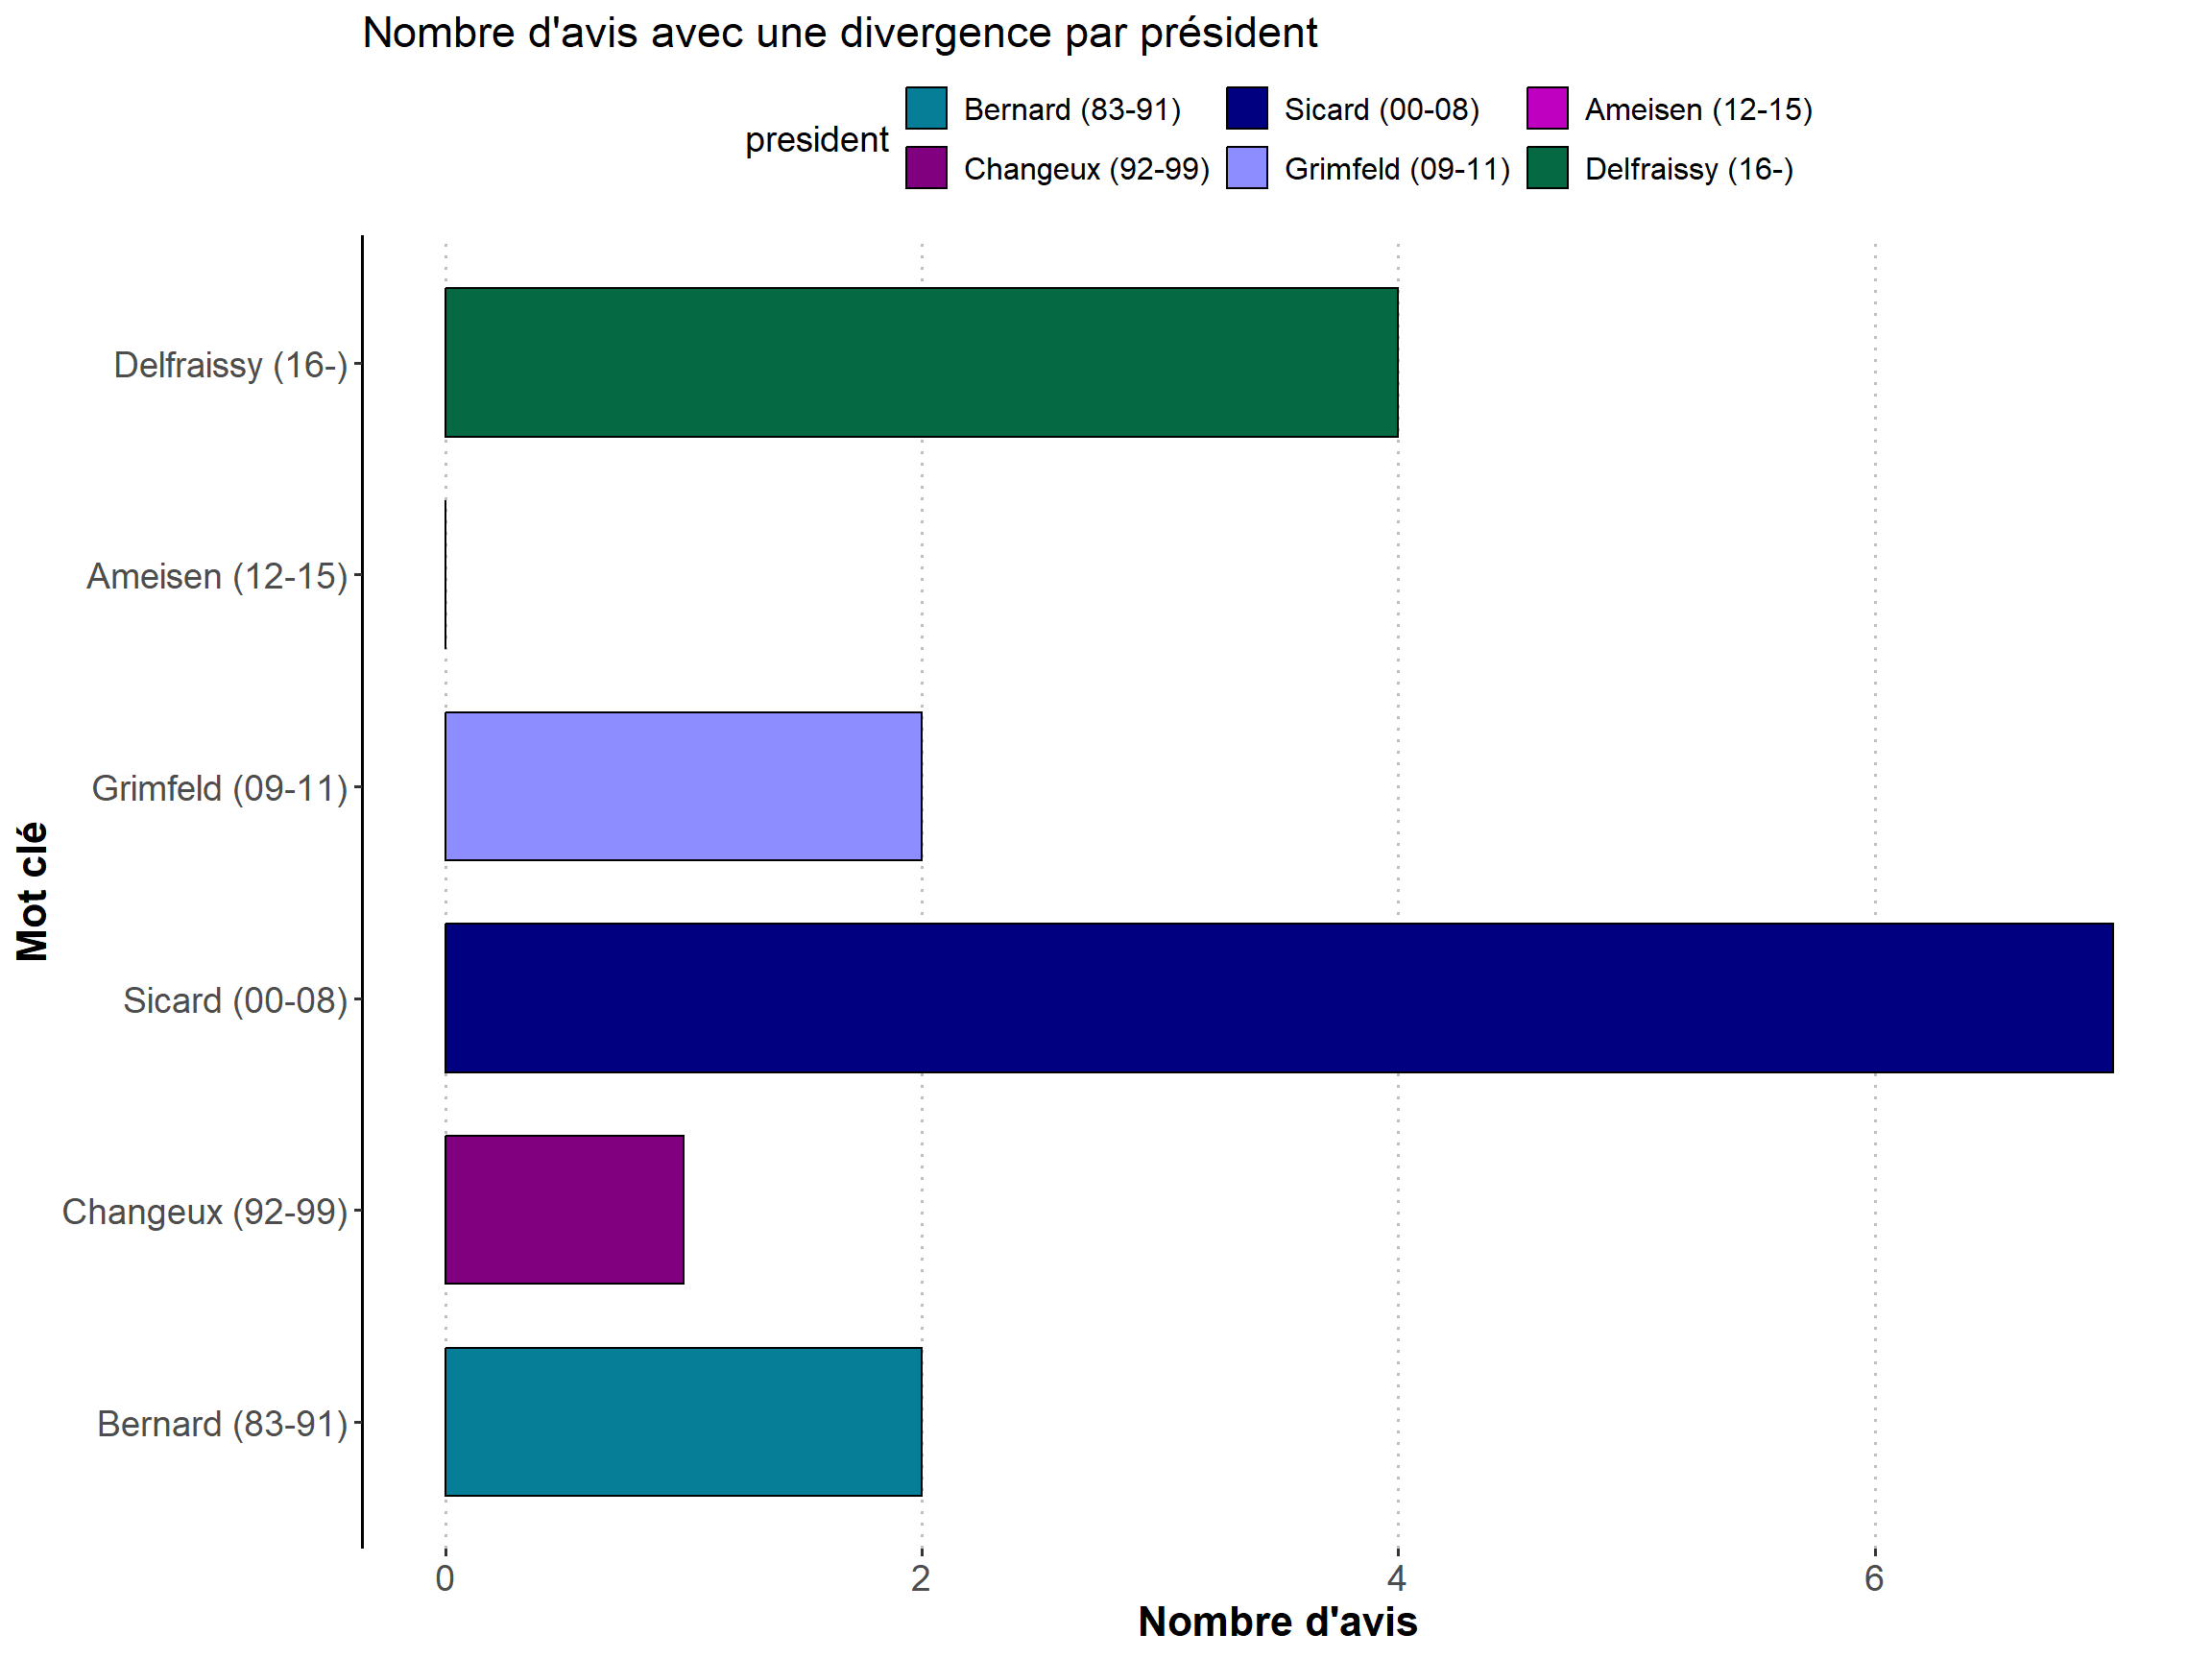 Nombre d'avis avec une divergence par président
president
Bernard (83-91)
Sicard (00-08)
Ameisen (12-15)
Changeux (92-99)
Grimfeld (09-11)
Delfraissy (16-)
Mot clé
Delfraissy (16-)
Ameisen (12-15)
Grimfeld (09-11)
Sicard (00-08)
Changeux (92-99)
Bernard (83-91)
0 2 4 6
Nombre d'avis